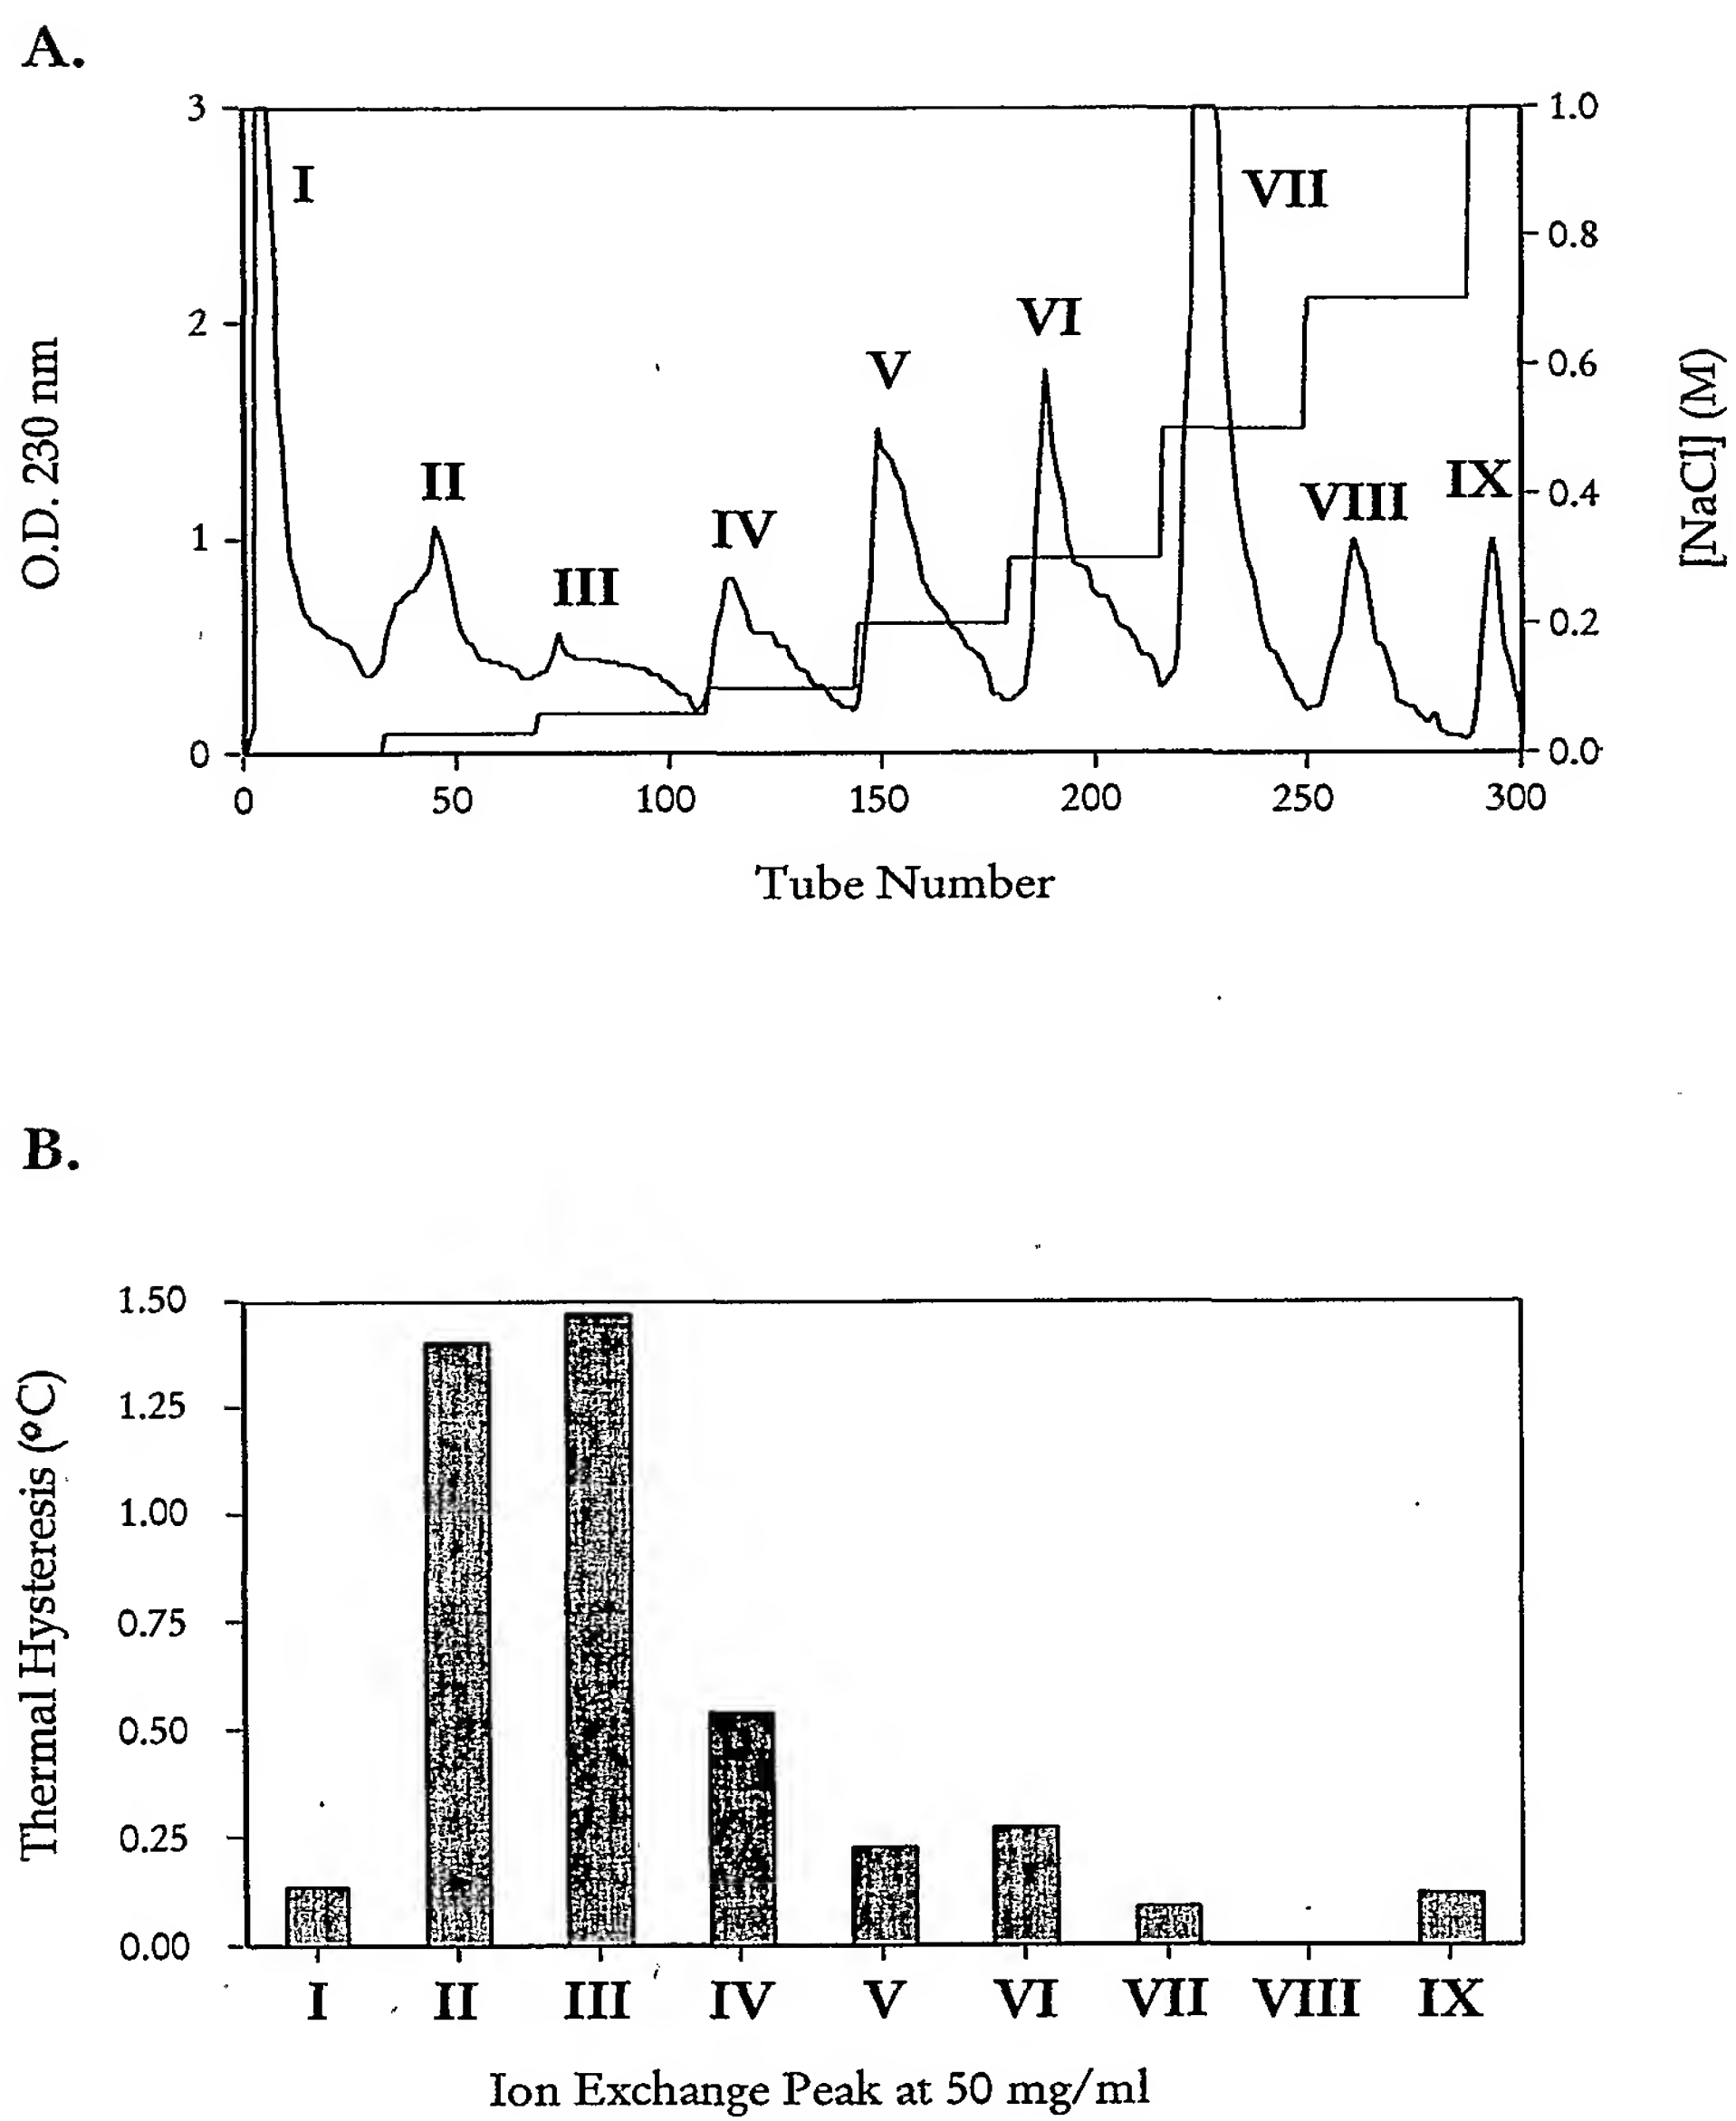 A.
3
2
1
0
O.D. 230 nm
I
II
III
IV
V
VI
VII
VIII
IX
1.0
0.8
0.6
0.4
0.2
0.0
[NaCl] (M)
0 50 100 150 200 250 300
Tube Number
B.
1.50
1.25
1.00
0.75
0.50
0.25
0.00
Thermal Hysteresis (ºC)
I II III IV V VI VII VIII IX
Ion Exchange Peak at 50 mg/ml